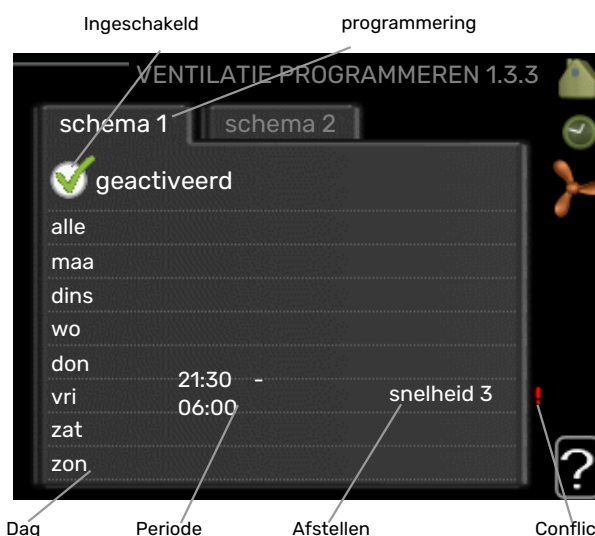 Ingeschakeld programmering
VENTILATIE PROGRAMMEREN 1.3.3
schema 1 schema 2
geactiveerd
alle
maa
dins
wo
don
vri 21:30 - snelheid 3 !
06:00
zat
zon
?
Dag Periode Afstellen Conflic